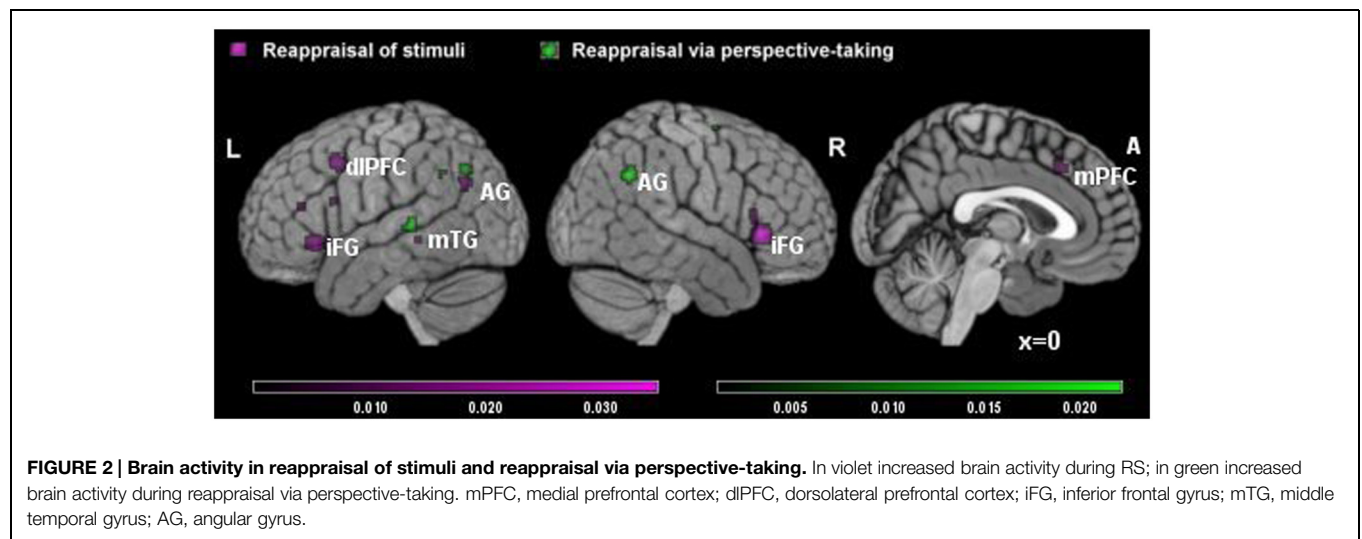 Reappraisal of stimuli
Reappraisal via perspective-taking
L
dlPFC
AG
iFG
mTG
AG
R
iFG
A
mPFC
x=0
0.010 0.020 0.030
0.005 0.010 0.015 0.020
FIGURE 2 | Brain activity in reappraisal of stimuli and reappraisal via perspective-taking. In violet increased brain activity during RS; in green increased
brain activity during reappraisal via perspective-taking. mPFC, medial prefrontal cortex; dlPFC, dorsolateral prefrontal cortex; iFG, inferior frontal gyrus; mTG, middle
temporal gyrus; AG, angular gyrus.